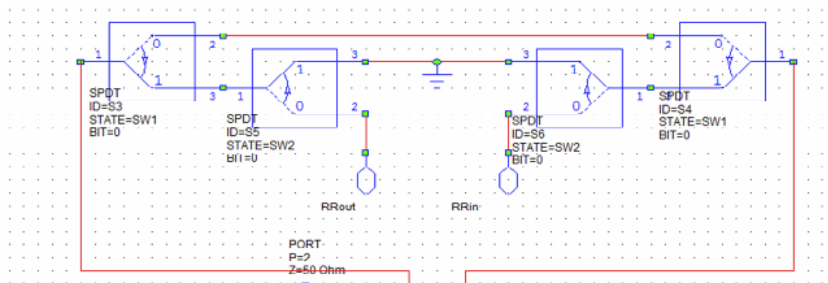 0
0
2
2
1
1
3
3
1
1
1
1
3
1
0
0
1
2
2
2
SPDT
ID=S3
STATE=SW1
BIT=0
SPDT
ID=S5
STATE=SW2
BIT=0
SPDT
ID=S6
STATE=SW2
BIT=0
SPDT
ID=S4
STATE=SW1
BIT=0
RRout
RRin
PORT
P=2
Z=50 Ohm